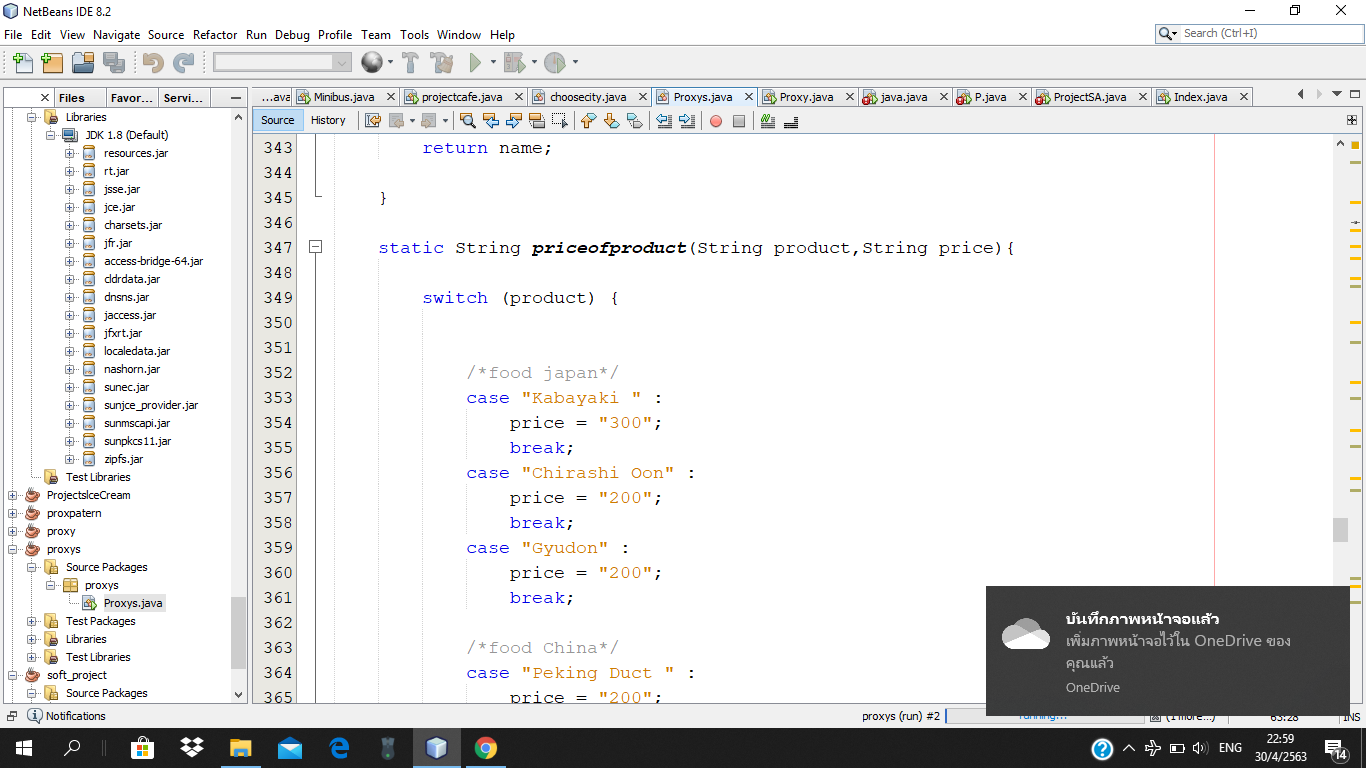 NetBeans IDE 8.2
File Edit View Navigate Source Refactor Run Debug Profile Team Tools Window Help
Search (Ctrl+I)
Files Favor... Servi...
...ava Minibus.java projectcafe.java choosecity.java Proxys.java Proxy.java java.java P.java ProjectSA.java Index.java
Source History
Libraries
JDK 1.8 (Default)
resources.jar
rt.jar
jsse.jar
jce.jar
charsets.jar
jfr.jar
access-bridge-64.jar
cldrdata.jar
dnsns.jar
jaccess.jar
jfxrt.jar
localedata.jar
nashorn.jar
sunec.jar
sunjce_provider.jar
sunmscapi.jar
sunpkcs11.jar
zipfs.jar
Test Libraries
ProjectsIceCream
proxpatern
proxy
proxys
Source Packages
proxys
Proxys.java
Test Packages
Libraries
Test Libraries
soft_project
Source Packages
343 return name;
344
345 }
346
347 static String priceofproduct(String product,String price){
348
349 switch (product) {
350
351
352 /*food japan*/
353 case "Kabayaki " :
354 price = "300";
355 break;
356 case "Chirashi Oon" :
357 price = "200";
358 break;
359 case "Gyudon" :
360 price = "200";
361 break;
362
363 /*food China*/
364 case "Peking Duct " :
365 price = "200";
บันทึกภาพหน้าจอแล้ว
เพิ่มภาพหน้าจอไว้ใน OneDrive ของ
คุณแล้ว
OneDrive
Notifications
proxys (run) #2 running... (1 more...) 63:28 INS
ENG
22:59
30/4/2563
14